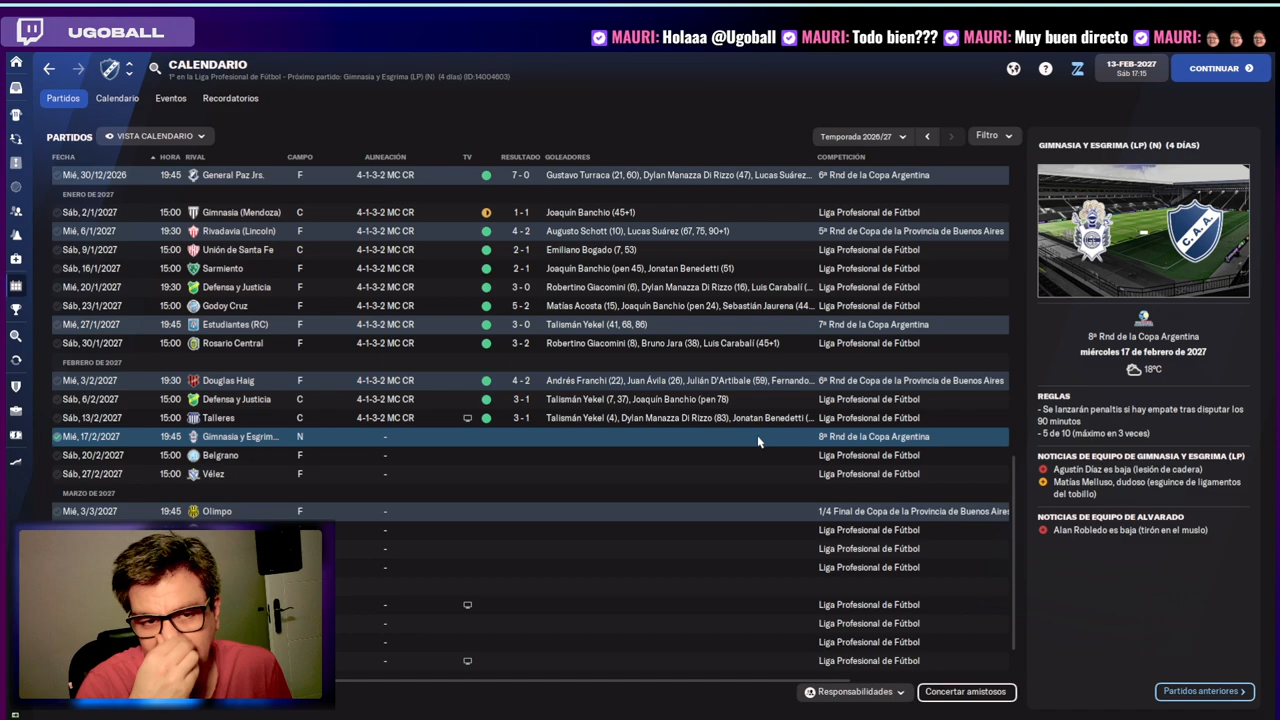 UGOBALL
MAURI: Holaaa @Ugoball MAURI: Todo bien??? MAURI: Muy buen directo MAURI:
CALENDARIO
1º en la Liga Profesional de Fútbol - Próximo partido: Gimnasia y Esgrima (LP) (N) (4 días) (ID:14004603)
13-FEB-2027
Sáb 17:15
CONTINUAR
Partidos Calendario Eventos Recordatorios
PARTIDOS VISTA CALENDARIO Temporada 2026/27 Filtro
FECHA HORA RIVAL CAMPO ALINEACIÓN TV RESULTADO GOLEADORES COMPETICIÓN
Mié, 30/12/2026 19:45 General Paz Jrs. F 4-1-3-2 MC CR 7 - 0 Gustavo Turraca (21, 60), Dylan Manazza Di Rizzo (47), Lucas Suárez... 6ª Rnd de la Copa Argentina
ENERO DE 2027
Sáb, 2/1/2027 15:00 Gimnasia (Mendoza) C 4-1-3-2 MC CR 1 - 1 Joaquín Banchio (45+1) Liga Profesional de Fútbol
Mié, 6/1/2027 19:30 Rivadavia (Lincoln) F 4-1-3-2 MC CR 4 - 2 Augusto Schott (10), Lucas Suárez (67, 75, 90+1) 5ª Rnd de Copa de la Provincia de Buenos Aires
Sáb, 9/1/2027 15:00 Unión de Santa Fe C 4-1-3-2 MC CR 2 - 1 Emiliano Bogado (7, 53) Liga Profesional de Fútbol
Sáb, 16/1/2027 15:00 Sarmiento F 4-1-3-2 MC CR 2 - 1 Joaquín Banchio (pen 45), Jonatan Benedetti (51) Liga Profesional de Fútbol
Mié, 20/1/2027 19:30 Defensa y Justicia F 4-1-3-2 MC CR 3 - 0 Robertino Giacomini (6), Dylan Manazza Di Rizzo (16), Luis Carabalí (... Liga Profesional de Fútbol
Sáb, 23/1/2027 15:00 Godoy Cruz F 4-1-3-2 MC CR 5 - 2 Matías Acosta (15), Joaquín Banchio (pen 24), Sebastián Jaurena (44... Liga Profesional de Fútbol
Mié, 27/1/2027 19:45 Estudiantes (RC) F 4-1-3-2 MC CR 3 - 0 Talismán Yekel (41, 68, 86) 7ª Rnd de la Copa Argentina
Sáb, 30/1/2027 15:00 Rosario Central F 4-1-3-2 MC CR 3 - 2 Robertino Giacomini (8), Bruno Jara (38), Luis Carabalí (45+1) Liga Profesional de Fútbol
FEBRERO DE 2027
Mié, 3/2/2027 19:30 Douglas Haig F 4-1-3-2 MC CR 4 - 2 Andrés Franchi (22), Juan Ávila (26), Julián D'Artibale (59), Fernando... 6ª Rnd de Copa de la Provincia de Buenos Aires
Sáb, 6/2/2027 15:00 Defensa y Justicia C 4-1-3-2 MC CR 3 - 1 Talismán Yekel (7, 37), Joaquín Banchio (pen 78) Liga Profesional de Fútbol
Sáb, 13/2/2027 15:00 Talleres C 4-1-3-2 MC CR 3 - 1 Talismán Yekel (4), Dylan Manazza Di Rizzo (83), Jonatan Benedetti (... Liga Profesional de Fútbol
Mié, 17/2/2027 19:45 Gimnasia y Esgrim... N - 8ª Rnd de la Copa Argentina
Sáb, 20/2/2027 15:00 Belgrano F - Liga Profesional de Fútbol
Sáb, 27/2/2027 15:00 Vélez F - Liga Profesional de Fútbol
MARZO DE 2027
Mié, 3/3/2027 19:45 Olimpo F - 1/4 Final de Copa de la Provincia de Buenos Aires
- Liga Profesional de Fútbol
- Liga Profesional de Fútbol
- Liga Profesional de Fútbol
- Liga Profesional de Fútbol
- Liga Profesional de Fútbol
- Liga Profesional de Fútbol
- Liga Profesional de Fútbol
Responsabilidades Concertar amistosos
GIMNASIA Y ESGRIMA (LP) (N) (4 DÍAS)
C.A.A.
8ª Rnd de la Copa Argentina
miércoles 17 de febrero de 2027
18ºC
REGLAS
- Se lanzarán penaltis si hay empate tras disputar los
90 minutos
- 5 de 10 (máximo en 3 veces)
NOTICIAS DE EQUIPO DE GIMNASIA Y ESGRIMA (LP)
Agustín Díaz es baja (lesión de cadera)
Matías Melluso, dudoso (esguince de ligamentos
del tobillo)
NOTICIAS DE EQUIPO DE ALVARADO
Alan Robledo es baja (tirón en el muslo)
Partidos anteriores